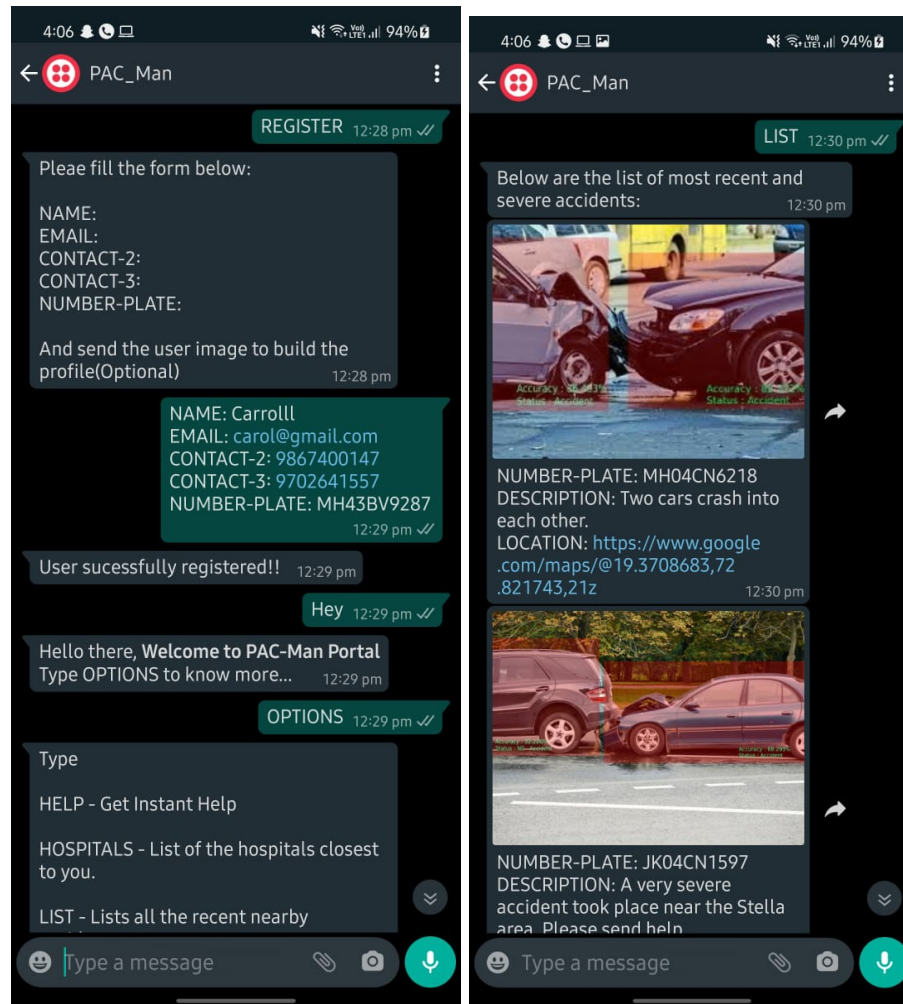 4:06
94%
PAC_Man
REGISTER 12:28 pm
Pleae fill the form below:
NAME:
EMAIL:
CONTACT-2:
CONTACT-3:
NUMBER-PLATE:
And send the user image to build the
profile(Optional)
12:28 pm
NAME: Carrolll
EMAIL: carol@gmail.com
CONTACT-2: 9867400147
CONTACT-3: 9702641557
NUMBER-PLATE: MH43BV9287
12:29 pm
User sucessfully registered!! 12:29 pm
Hey 12:29 pm
Hello there, Welcome to PAC-Man Portal
Type OPTIONS to know more... 12:29 pm
OPTIONS 12:29 pm
Type
HELP - Get Instant Help
HOSPITALS - List of the hospitals closest
to you.
LIST - Lists all the recent nearby
Type a message
4:06
94%
PAC_Man
LIST 12:30 pm
Below are the list of most recent and
severe accidents:
12:30 pm
Status : Accident
Status : Accident
NUMBER-PLATE: MH04CN6218
DESCRIPTION: Two cars crash into
each other.
LOCATION: https://www.google
.com/maps/@19.3708683,72
.821743,21z
12:30 pm
NUMBER-PLATE: JK04CN1597
DESCRIPTION: A very severe
accident took place near the Stella
area. Please send help
Type a message